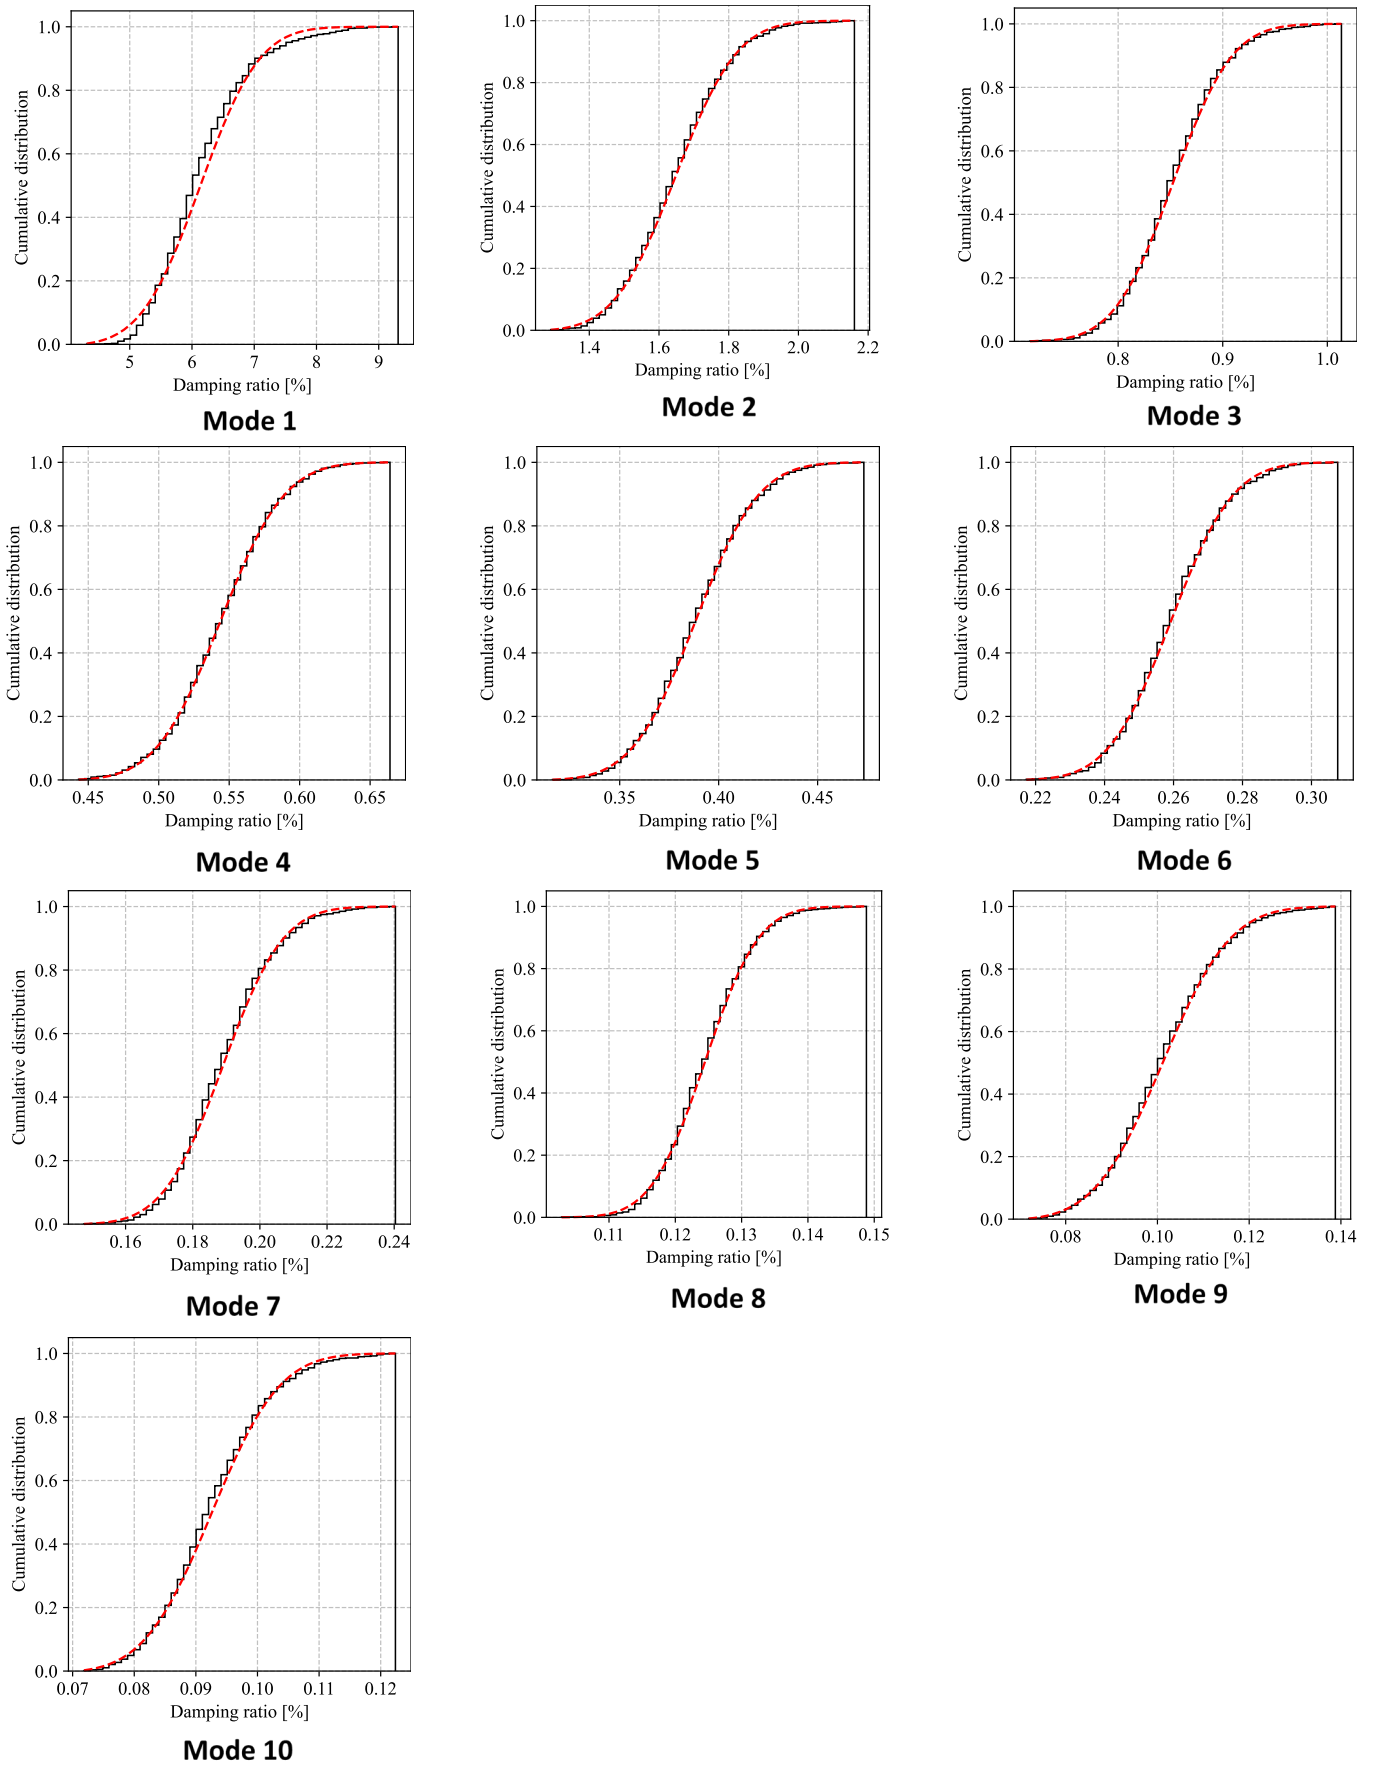 1.0
0.8
0.6
0.4
0.2
0.0
Cumulative distribution
5 6 7 8 9
Damping ratio [%]
Mode 1
1.0
0.8
0.6
0.4
0.2
0.0
Cumulative distribution
1.4 1.6 1.8 2.0 2.2
Damping ratio [%]
Mode 2
1.0
0.8
0.6
0.4
0.2
0.0
Cumulative distribution
0.8 0.9 1.0
Damping ratio [%]
Mode 3
1.0
0.8
0.6
0.4
0.2
0.0
Cumulative distribution
0.45 0.50 0.55 0.60 0.65
Damping ratio [%]
Mode 4
1.0
0.8
0.6
0.4
0.2
0.0
Cumulative distribution
0.35 0.40 0.45
Damping ratio [%]
Mode 5
1.0
0.8
0.6
0.4
0.2
0.0
Cumulative distribution
0.22 0.24 0.26 0.28 0.30
Damping ratio [%]
Mode 6
1.0
0.8
0.6
0.4
0.2
0.0
Cumulative distribution
0.16 0.18 0.20 0.22 0.24
Damping ratio [%]
Mode 7
1.0
0.8
0.6
0.4
0.2
0.0
Cumulative distribution
0.11 0.12 0.13 0.14 0.15
Damping ratio [%]
Mode 8
1.0
0.8
0.6
0.4
0.2
0.0
Cumulative distribution
0.08 0.10 0.12 0.14
Damping ratio [%]
Mode 9
1.0
0.8
0.6
0.4
0.2
0.0
Cumulative distribution
0.07 0.08 0.09 0.10 0.11 0.12
Damping ratio [%]
Mode 10